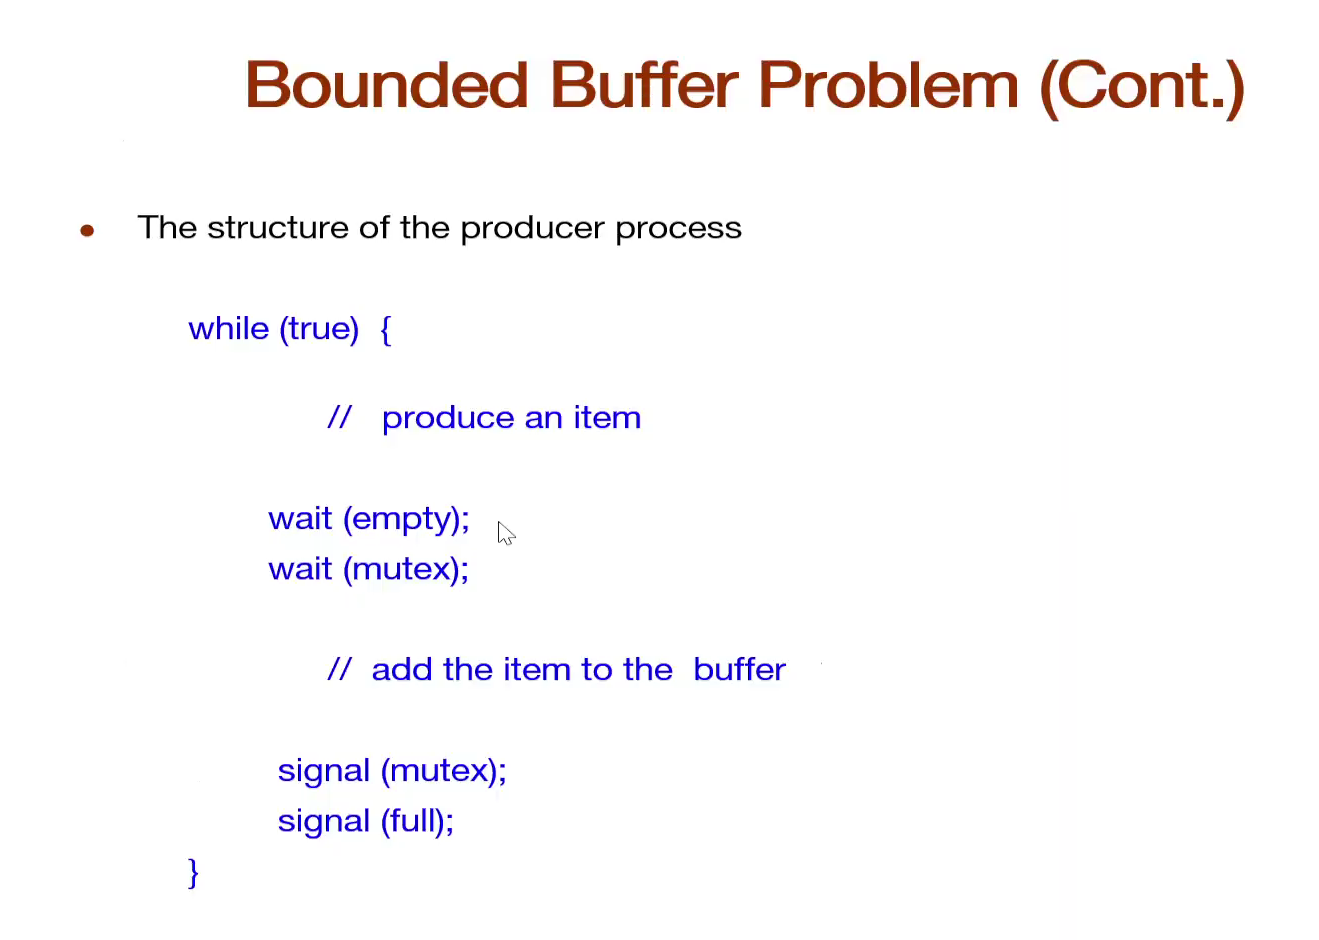 Bounded Buffer Problem (Cont.)
• The structure of the producer process
while (true) {
// produce an item
wait (empty);
wait (mutex);
// add the item to the buffer
signal (mutex);
signal (full);
}